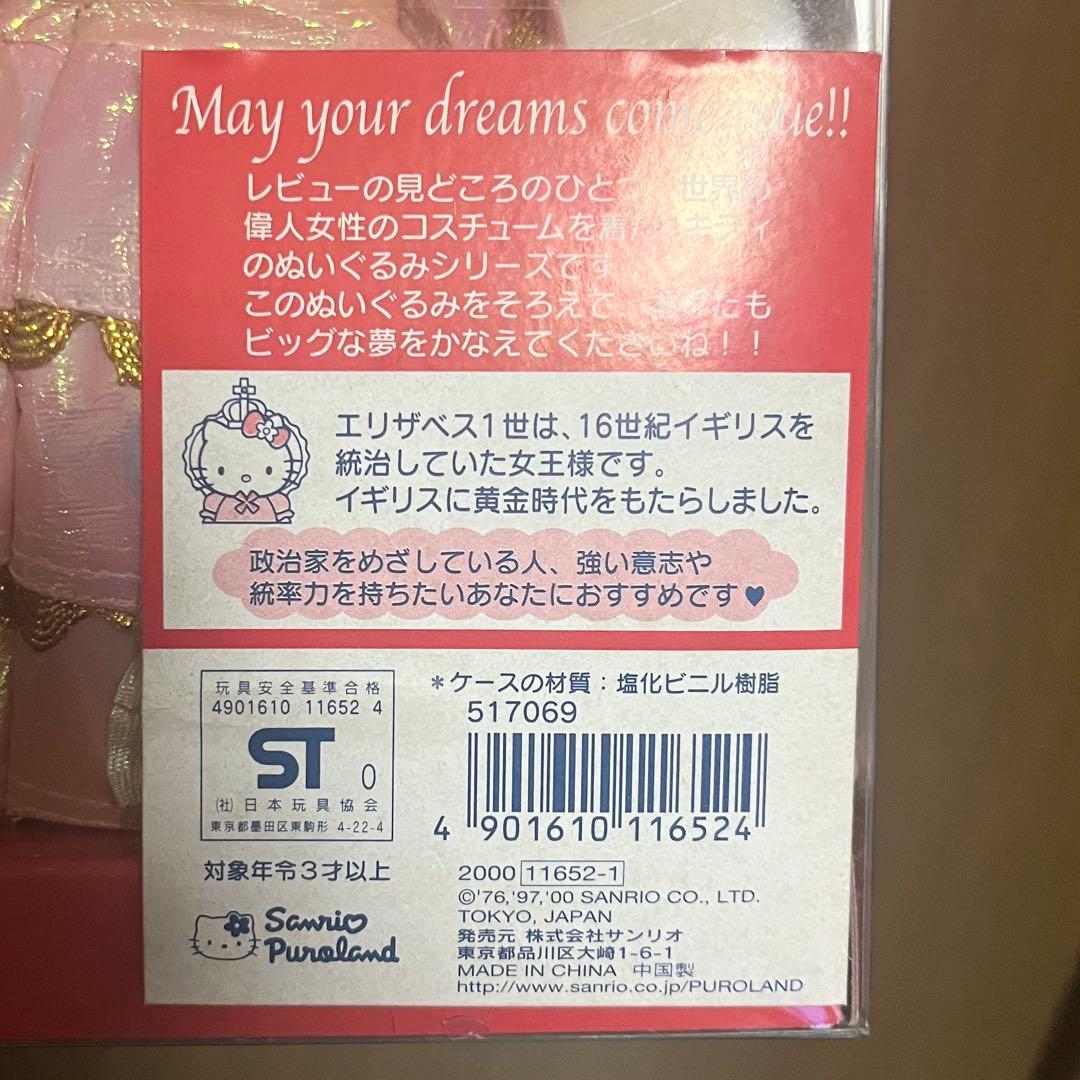 May your dreams come true!!
レビューの見どころのひとつ、世界の
偉人女性のコスチュームを着た、キティ
のぬいぐるみシリーズです
このぬいぐるみをそろえて、あなたも
ビッグな夢をかなえてくださいね！！
エリザベス1世は、16世紀イギリスを
統治していた女王様です。
イギリスに黄金時代をもたらしました。
政治家をめざしている人、強い意志や
統率力を持ちたいあなたにおすすめです♥
玩具安全基準合格
4901610 11652 4
ST 0
(社)日本玩具協会
東京都墨田区東駒形 4-22-4
対象年令3才以上
Sanrio
Puroland
*ケースの材質：塩化ビニル樹脂
517069
4 901610 116524
2000 11652-1
©'76,'97,'00 SANRIO CO., LTD.
TOKYO, JAPAN
発売元 株式会社サンリオ
東京都品川区大崎1-6-1
MADE IN CHINA 中国製
http://www.sanrio.co.jp/PUROLAND